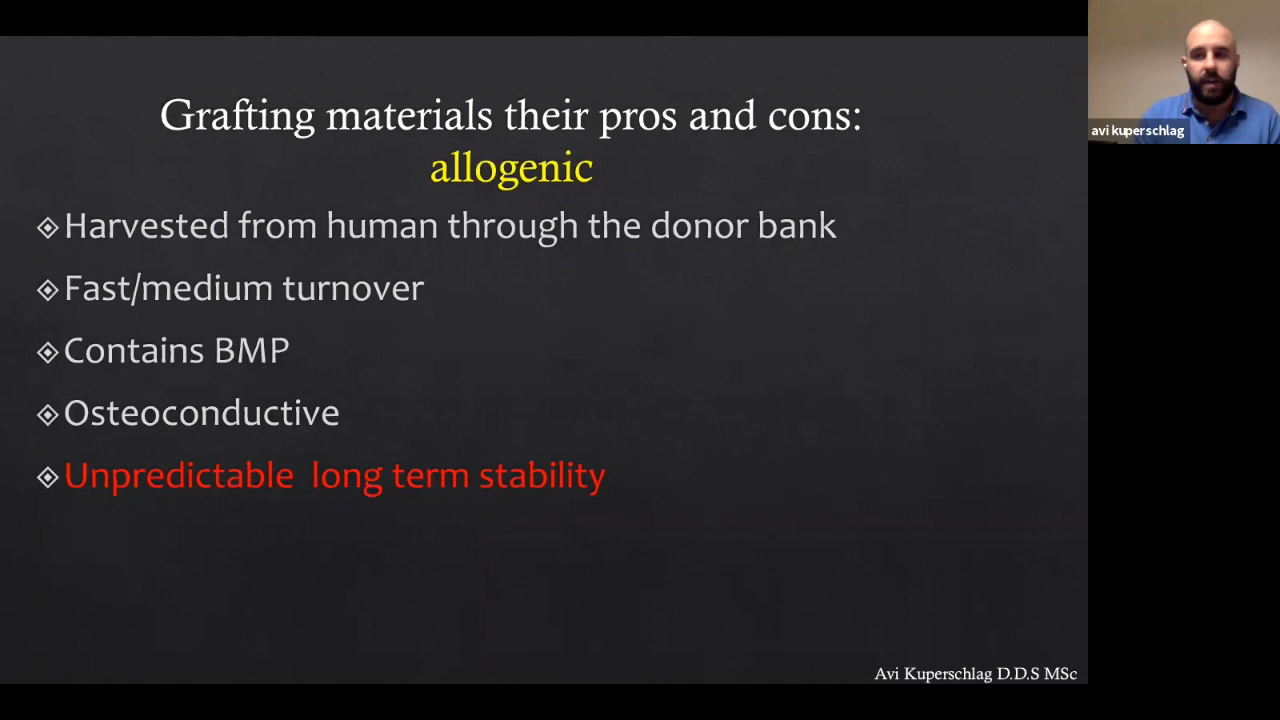 Grafting materials their pros and cons:
allogenic
Harvested from human through the donor bank
Fast/medium turnover
Contains BMP
Osteoconductive
Unpredictable long term stability
Avi Kuperschlag D.D.S MSc
avi kuperschlag